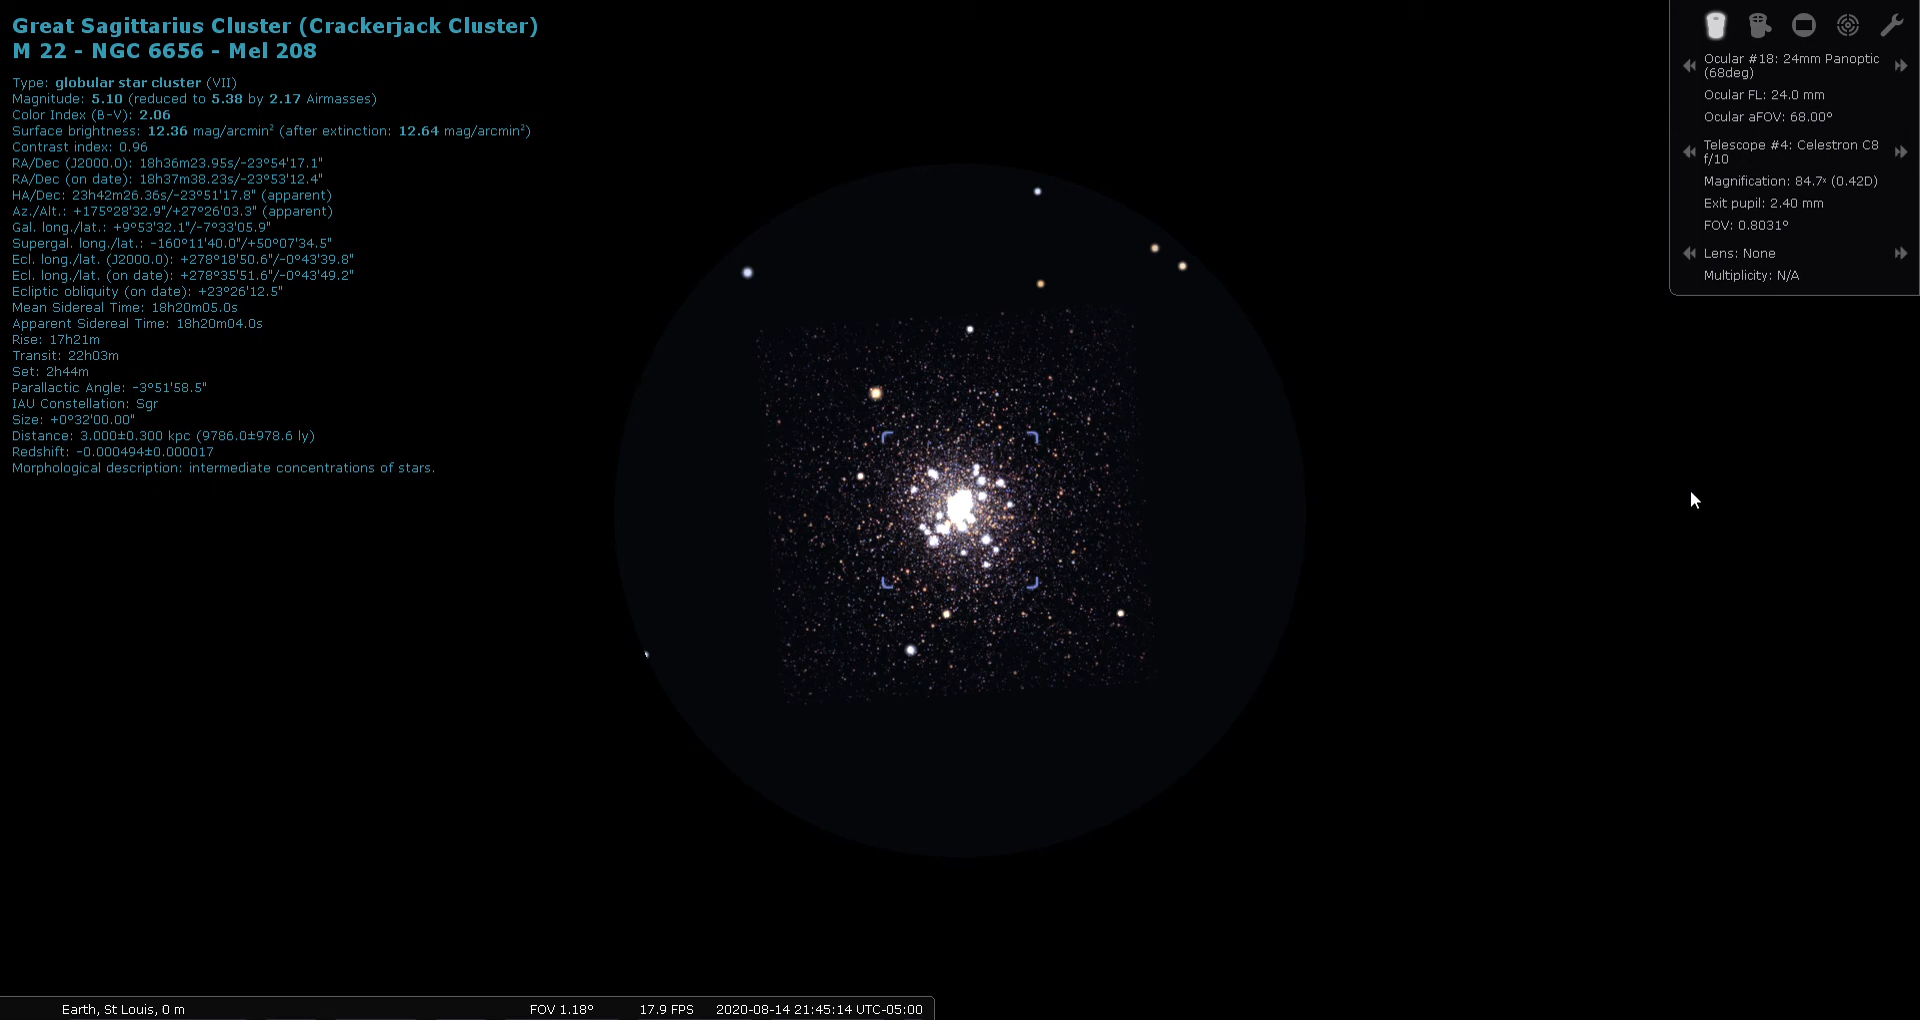 Great Sagittarius Cluster (Crackerjack Cluster)
M 22 - NGC 6656 - Mel 208
Type: globular star cluster (VII)
Magnitude: 5.10 (reduced to 5.38 by 2.17 Airmasses)
Color Index (B-V): 2.06
Surface brightness: 12.36 mag/arcmin² (after extinction: 12.64 mag/arcmin²)
Contrast index: 0.96
RA/Dec (J2000.0): 18h36m23.95s/-23°54'17.1"
RA/Dec (on date): 18h37m38.23s/-23°53'12.4"
HA/Dec: 23h42m26.36s/-23°51'17.8" (apparent)
Az./Alt.: +175°28'32.9"/+27°26'03.3" (apparent)
Gal. long./lat.: +9°53'32.1"/-7°33'05.9"
Supergal. long./lat.: -160°11'40.0"/+50°07'34.5"
Ecl. long./lat. (J2000.0): +278°18'50.6"/-0°43'39.8"
Ecl. long./lat. (on date): +278°35'51.6"/-0°43'49.2"
Ecliptic obliquity (on date): +23°26'12.5"
Mean Sidereal Time: 18h20m05.0s
Apparent Sidereal Time: 18h20m04.0s
Rise: 17h21m
Transit: 22h03m
Set: 2h44m
Parallactic Angle: -3°51'58.5"
IAU Constellation: Sgr
Size: +0°32'00.00"
Distance: 3.000±0.300 kpc (9786.0±978.6 ly)
Redshift: -0.000494±0.000017
Morphological description: intermediate concentrations of stars.
Ocular #18: 24mm Panoptic
(68deg)
Ocular FL: 24.0 mm
Ocular aFOV: 68.00°
Telescope #4: Celestron C8
f/10
Magnification: 84.7ˣ (0.42D)
Exit pupil: 2.40 mm
FOV: 0.8031°
Lens: None
Multiplicity: N/A
Earth, St Louis, 0 m
FOV 1.18°
17.9 FPS
2020-08-14 21:45:14 UTC-05:00